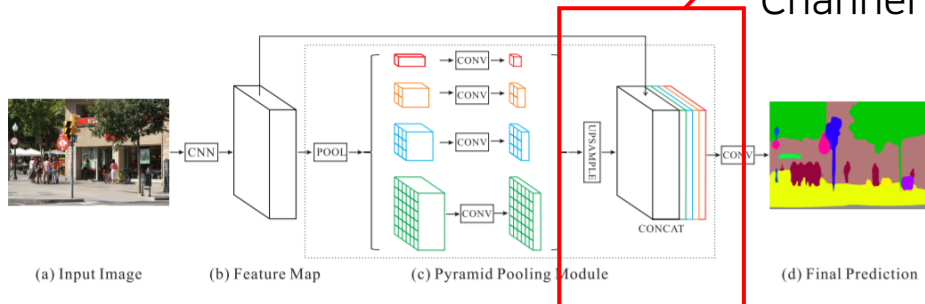 Channel
CNN
POOL
CONV
CONV
CONV
CONV
UPSAMPLE
CONCAT
CONV
(a) Input Image
(b) Feature Map
(c) Pyramid Pooling Module
(d) Final Prediction